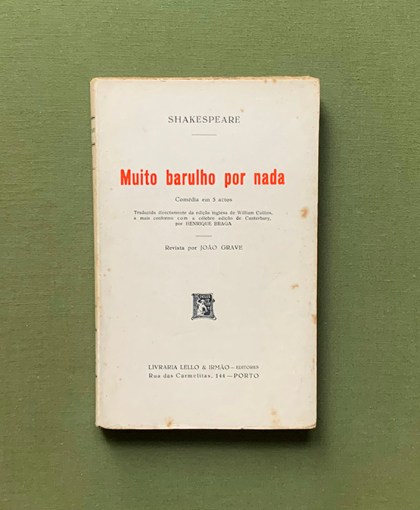 SHAKESPEARE
Muito barulho por nada
Comédia em 5 actos
Traduzida directamente da edição inglesa de William Collins,
e mais conforme com a célebre edição de Canterbury,
por HENRIQUE BRAGA
Revista por JOÃO GRAVE
LIVRARIA LELLO & IRMÃO — EDITORES
Rua das Carmelitas, 144 — PORTO